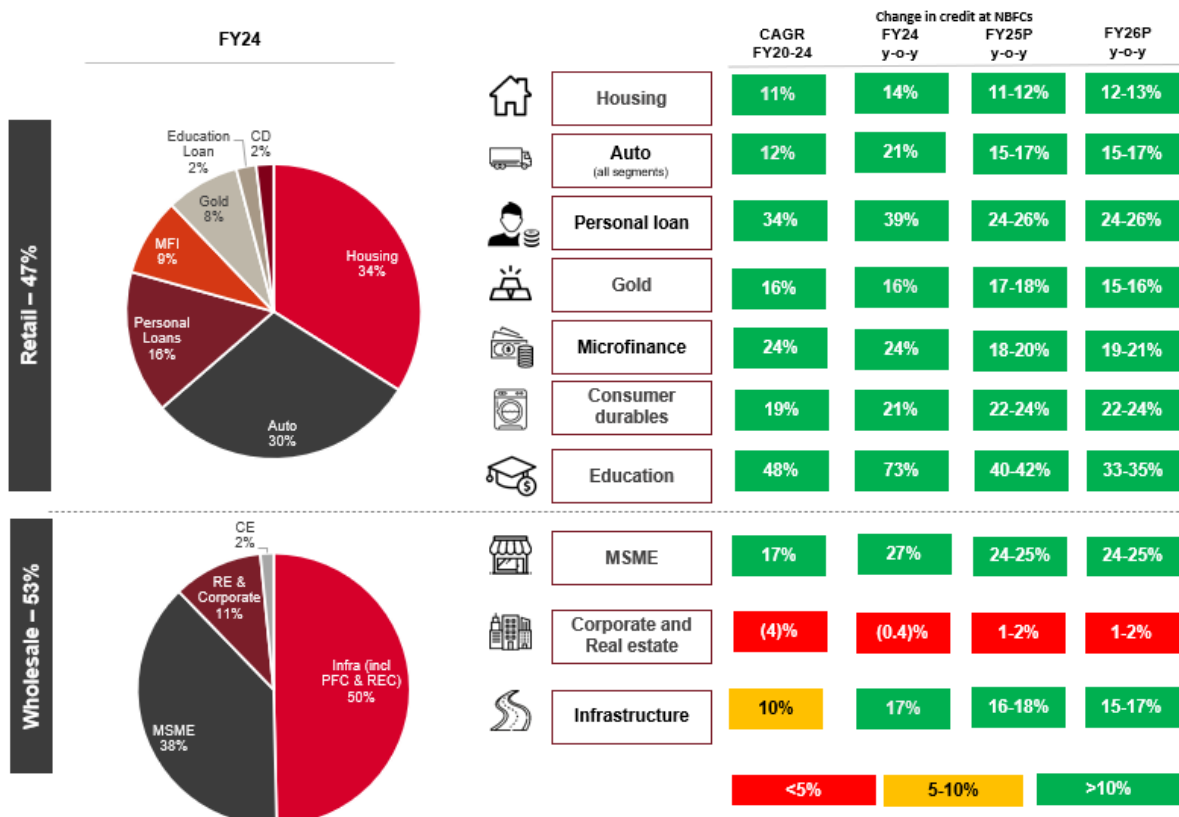 FY24
Change in credit at NBFCs
CAGR
FY20-24
FY24
y-o-y
FY25P
y-o-y
FY26P
y-o-y
Retail – 47%
Education
Loan
2%
CD
2%
Gold
8%
MFI
9%
Housing
34%
Personal
Loans
16%
Auto
30%
Housing
11%
14%
11-12%
12-13%
Auto
(all segments)
12%
21%
15-17%
15-17%
Personal loan
34%
39%
24-26%
24-26%
Gold
16%
16%
17-18%
15-16%
Microfinance
24%
24%
18-20%
19-21%
Consumer
durables
19%
21%
22-24%
22-24%
Education
48%
73%
40-42%
33-35%
Wholesale – 53%
CE
2%
RE &
Corporate
11%
Infra (incl
PFC & REC)
50%
MSME
38%
MSME
17%
27%
24-25%
24-25%
Corporate and
Real estate
(4)%
(0.4)%
1-2%
1-2%
Infrastructure
10%
17%
16-18%
15-17%
<5%
5-10%
>10%